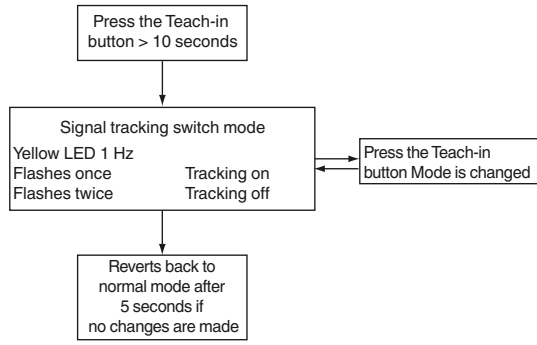 Press the Teach-in
button > 10 seconds
Signal tracking switch mode
Yellow LED 1 Hz
Flashes once Tracking on
Flashes twice Tracking off
Press the Teach-in
button Mode is changed
Reverts back to
normal mode after
5 seconds if
no changes are made